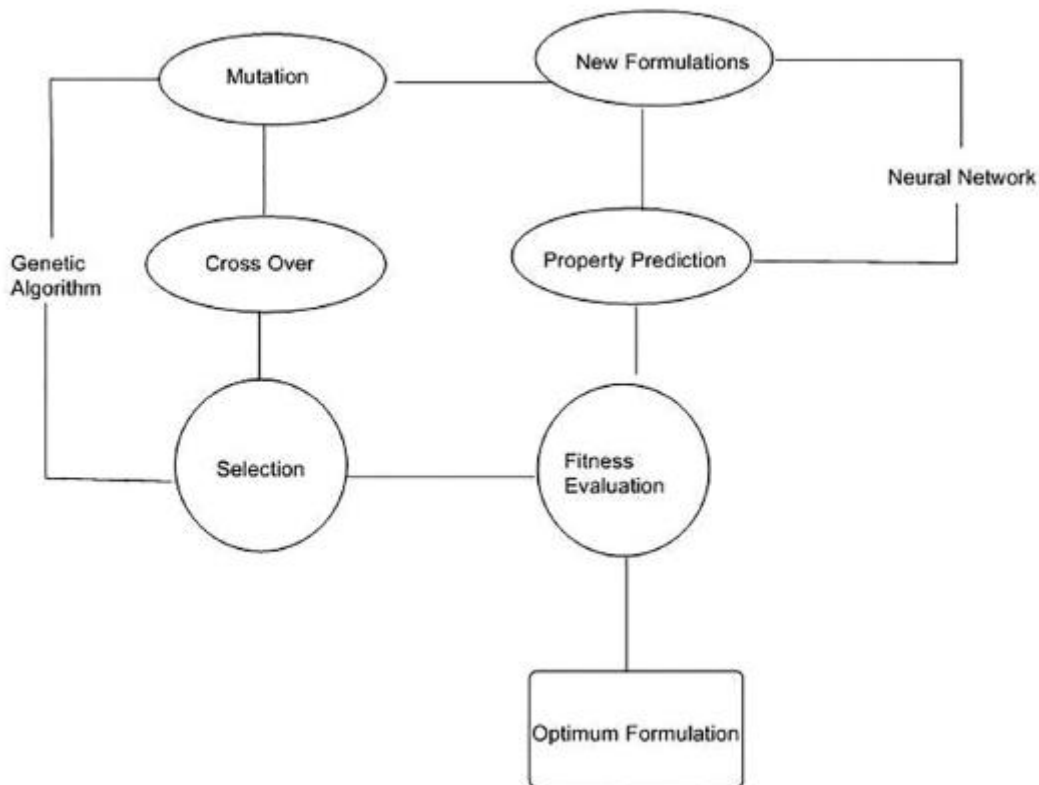 Mutation
New Formulations
Neural Network
Genetic
Algorithm
Cross Over
Property Prediction
Selection
Fitness
Evaluation
Optimum Formulation